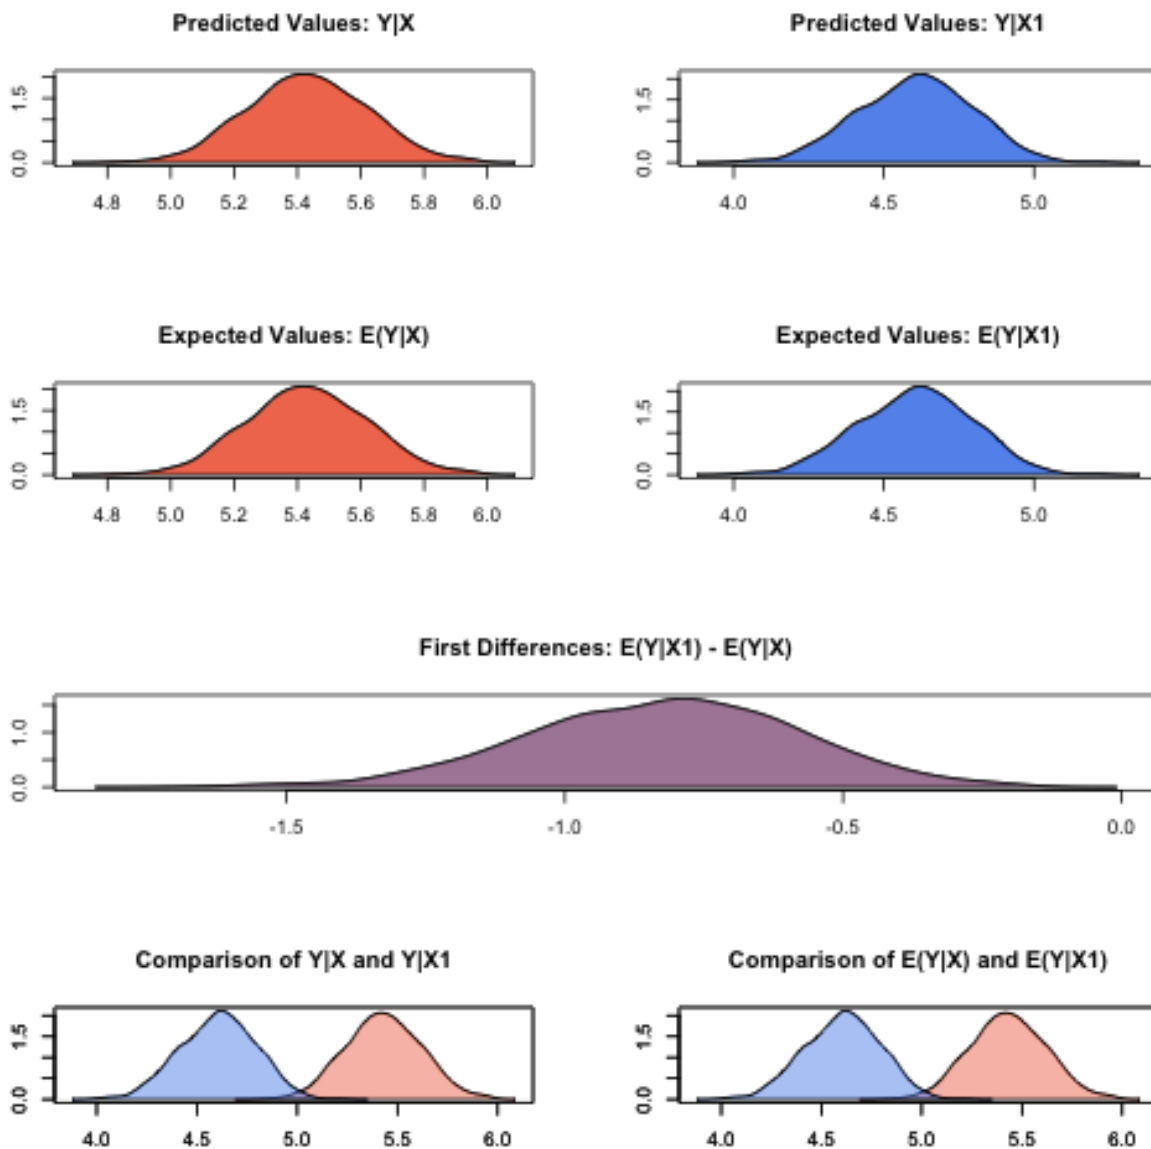 Predicted Values: Y|X
1.5
0.0
4.8 5.0 5.2 5.4 5.6 5.8 6.0
Predicted Values: Y|X1
1.5
0.0
4.0 4.5 5.0
Expected Values: E(Y|X)
1.5
0.0
4.8 5.0 5.2 5.4 5.6 5.8 6.0
Expected Values: E(Y|X1)
1.5
0.0
4.0 4.5 5.0
First Differences: E(Y|X1) - E(Y|X)
1.0
0.0
-1.5 -1.0 -0.5 0.0
Comparison of Y|X and Y|X1
1.5
0.0
4.0 4.5 5.0 5.5 6.0
Comparison of E(Y|X) and E(Y|X1)
1.5
0.0
4.0 4.5 5.0 5.5 6.0